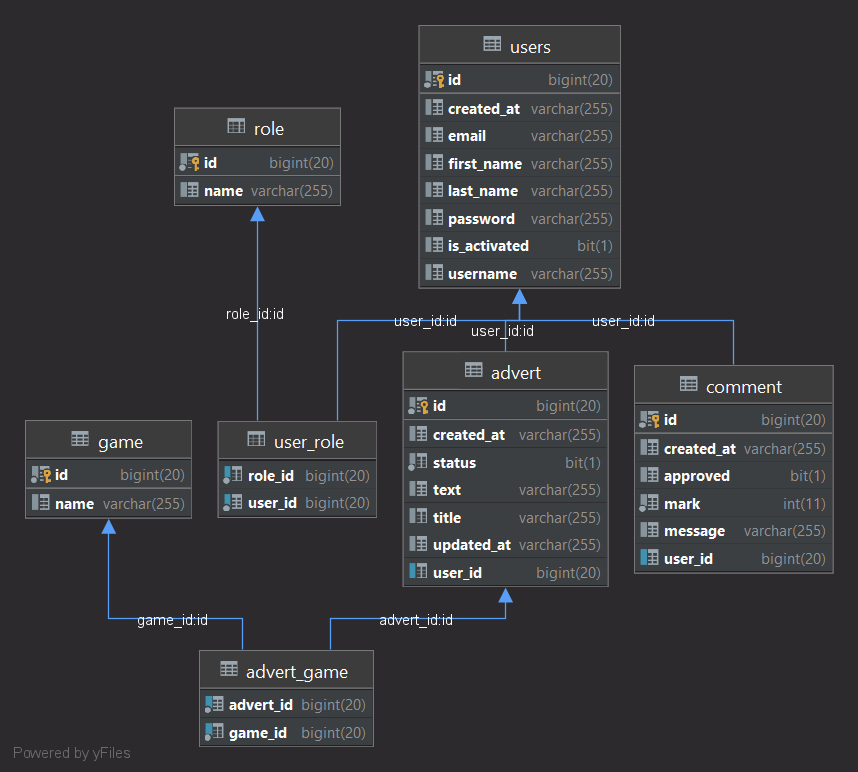 users
id bigint(20)
created_at varchar(255)
email varchar(255)
first_name varchar(255)
last_name varchar(255)
password varchar(255)
is_activated bit(1)
username varchar(255)
role
id bigint(20)
name varchar(255)
role_id:id
user_id:id
user_id:id
user_id:id
advert
id bigint(20)
created_at varchar(255)
status bit(1)
text varchar(255)
title varchar(255)
updated_at varchar(255)
user_id bigint(20)
comment
id bigint(20)
created_at varchar(255)
approved bit(1)
mark int(11)
message varchar(255)
user_id bigint(20)
game
id bigint(20)
name varchar(255)
user_role
role_id bigint(20)
user_id bigint(20)
game_id:id
advert_id:id
advert_game
advert_id bigint(20)
game_id bigint(20)
Powered by yFiles